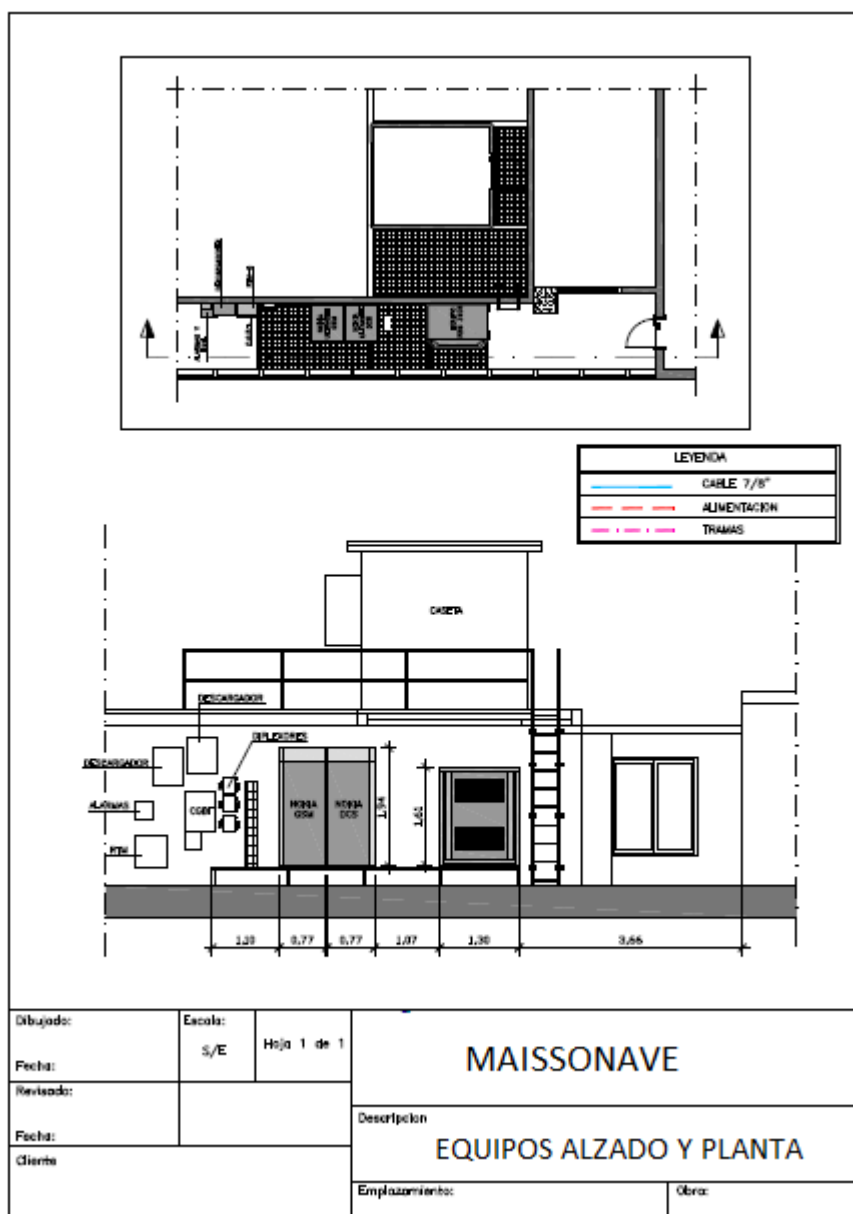 LEYENDA
CABLE 7/8"
ALIMENTACION
TRAMAS
CASETA
DESCARGADOR
DIPLEXORES
DESCARGADOR
ALARMAS
CGBT
RTM
NOKIA GSM
NOKIA DCS
1,94
1,61
1,10 0,77 0,77 1,07 1,30 3,66
Dibujado:
Fecha:
Escala:
S/E
Hoja 1 de 1
MAISSONAVE
Revisado:
Fecha:
Descripcion
EQUIPOS ALZADO Y PLANTA
Cliente
Emplazamiento:
Obra: